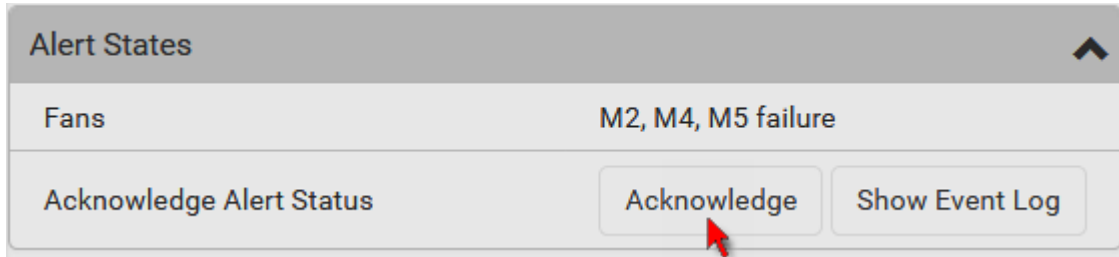 Alert States
Fans M2, M4, M5 failure
Acknowledge Alert Status Acknowledge Show Event Log